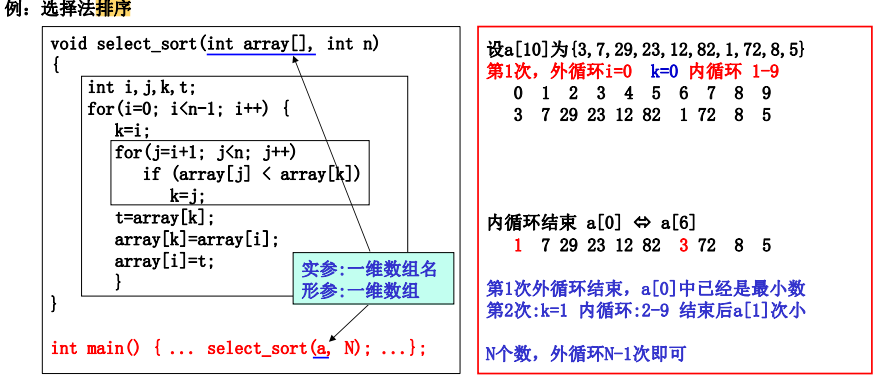 例: 选择法排序
void select_sort(int array[], int n)
{
int i,j,k,t;
for(i=0; i<n-1; i++) {
k=i;
for(j=i+1; j<n; j++)
if (array[j] < array[k])
k=j;
t=array[k];
array[k]=array[i];
array[i]=t;
}
}
实参:一维数组名
形参:一维数组
int main() { ... select_sort(a, N); ...};
设a[10]为{3,7,29,23,12,82,1,72,8,5}
第1次，外循环i=0 k=0 内循环 1-9
0 1 2 3 4 5 6 7 8 9
3 7 29 23 12 82 1 72 8 5
内循环结束 a[0] ⇔ a[6]
1 7 29 23 12 82 3 72 8 5
第1次外循环结束，a[0]中已经是最小数
第2次:k=1 内循环:2-9 结束后a[1]次小
N个数，外循环N-1次即可